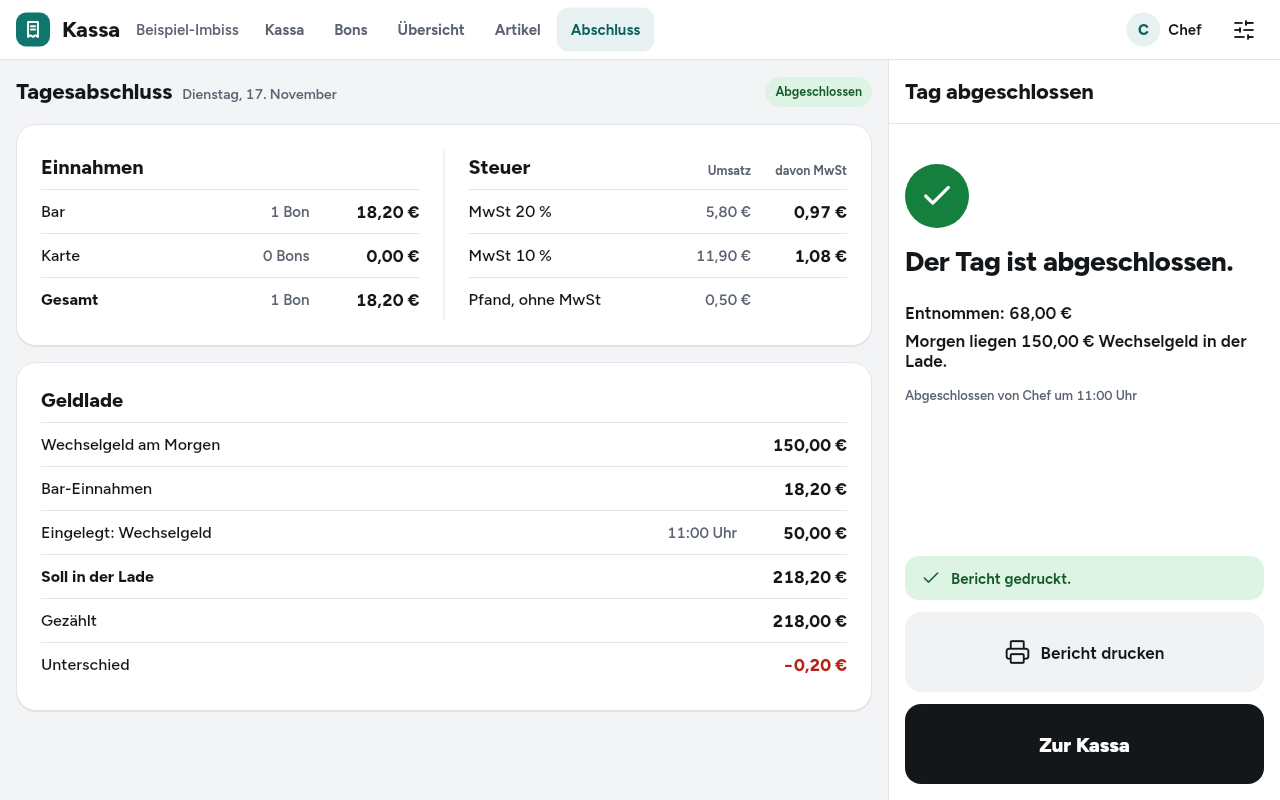 Kassa Beispiel-Imbiss Kassa Bons Übersicht Artikel Abschluss C Chef
Tagesabschluss Dienstag, 17. November Abgeschlossen
Einnahmen
Bar 1 Bon 18,20 €
Karte 0 Bons 0,00 €
Gesamt 1 Bon 18,20 €
Steuer Umsatz davon MwSt
MwSt 20 % 5,80 € 0,97 €
MwSt 10 % 11,90 € 1,08 €
Pfand, ohne MwSt 0,50 €
Geldlade
Wechselgeld am Morgen 150,00 €
Bar-Einnahmen 18,20 €
Eingelegt: Wechselgeld 11:00 Uhr 50,00 €
Soll in der Lade 218,20 €
Gezählt 218,00 €
Unterschied −0,20 €
Tag abgeschlossen
Der Tag ist abgeschlossen.
Entnommen: 68,00 €
Morgen liegen 150,00 € Wechselgeld in der
Lade.
Abgeschlossen von Chef um 11:00 Uhr
Bericht gedruckt.
Bericht drucken
Zur Kassa